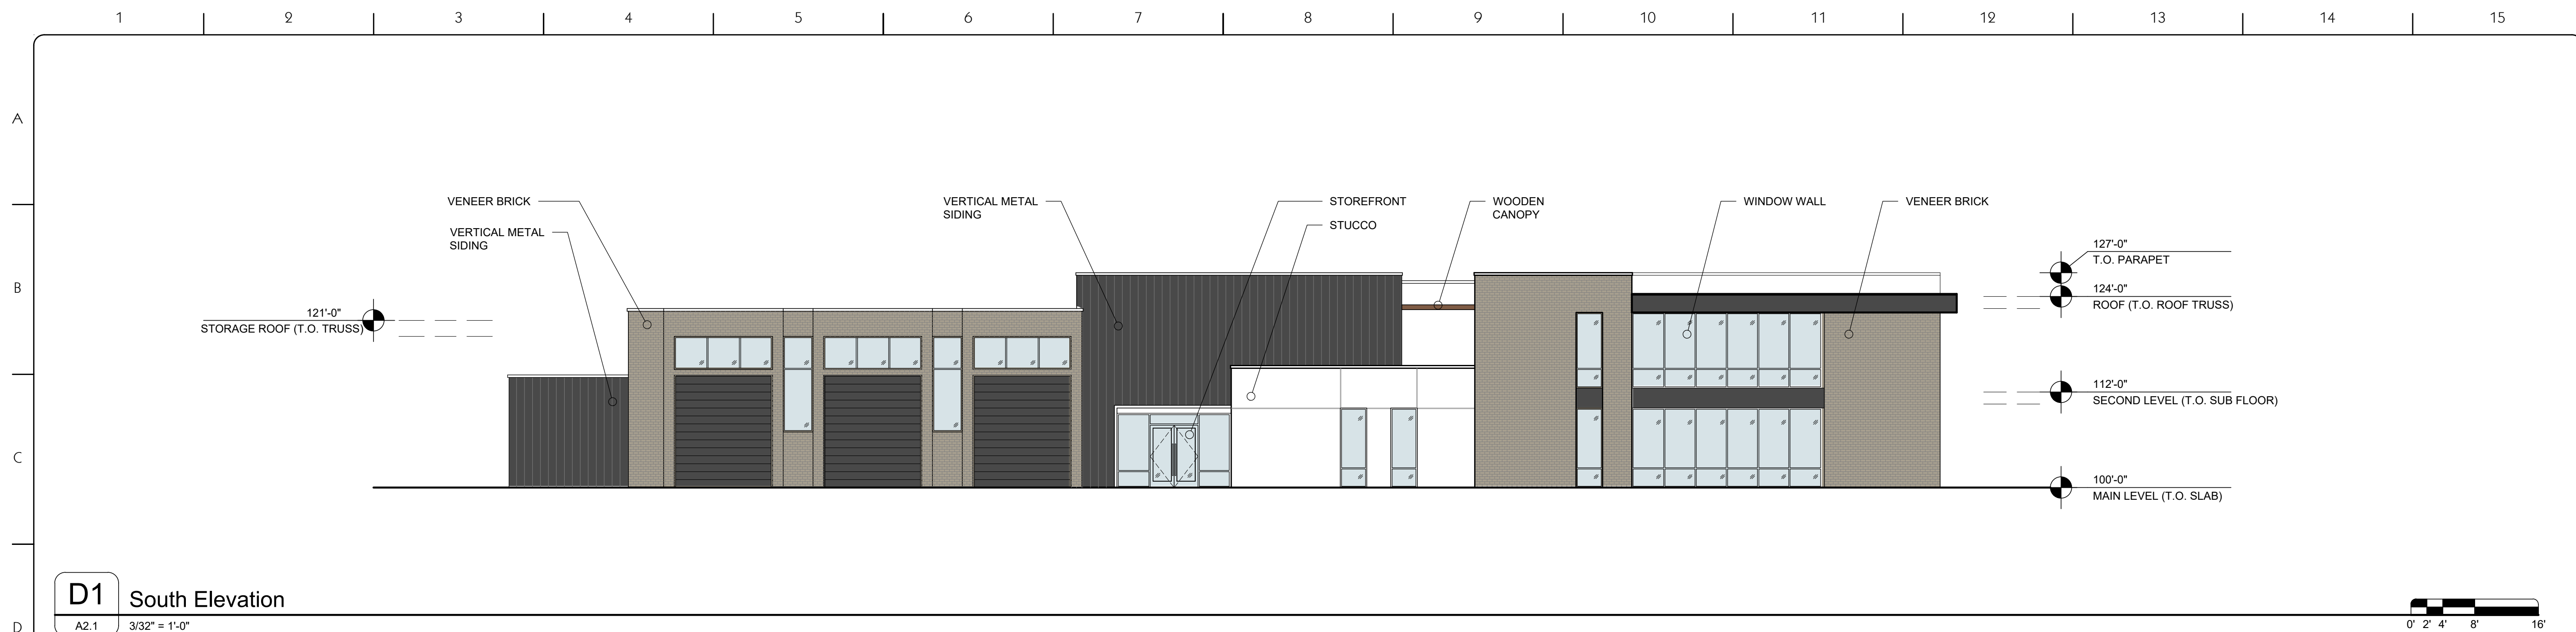 1 2 3 4 5 6 7 8 9 10 11 12 13 14 15
A
B
C
D
VENEER BRICK
VERTICAL METAL
SIDING
VERTICAL METAL
SIDING
STOREFRONT
STUCCO
WOODEN
CANOPY
WINDOW WALL
VENEER BRICK
121'-0"
STORAGE ROOF (T.O. TRUSS)
127'-0"
T.O. PARAPET
124'-0"
ROOF (T.O. ROOF TRUSS)
112'-0"
SECOND LEVEL (T.O. SUB FLOOR)
100'-0"
MAIN LEVEL (T.O. SLAB)
D1 South Elevation
A2.1 3/32" = 1'-0"
0' 2' 4' 8' 16'